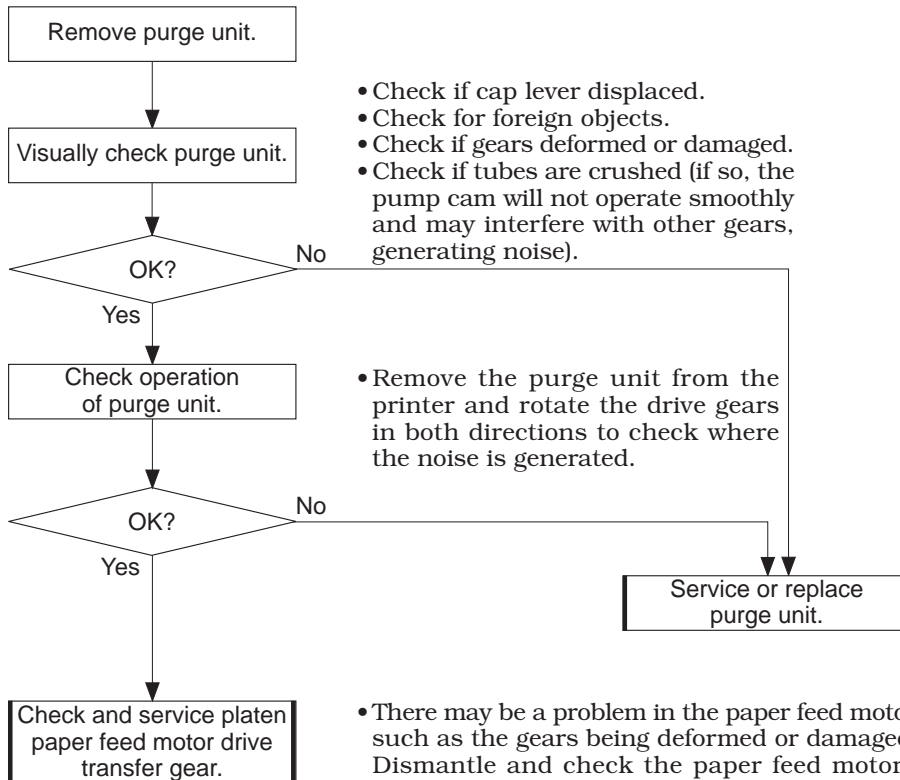 Remove purge unit.
• Check if cap lever displaced.
• Check for foreign objects.
• Check if gears deformed or damaged.
• Check if tubes are crushed (if so, the
pump cam will not operate smoothly
and may interfere with other gears,
generating noise).
Visually check purge unit.
OK?
No
Yes
Check operation
of purge unit.
• Remove the purge unit from the
printer and rotate the drive gears
in both directions to check where
the noise is generated.
OK?
No
Yes
Service or replace
purge unit.
Check and service platen
paper feed motor drive
transfer gear.
• There may be a problem in the paper feed moto
such as the gears being deformed or damaged
Dismantle and check the paper feed motor